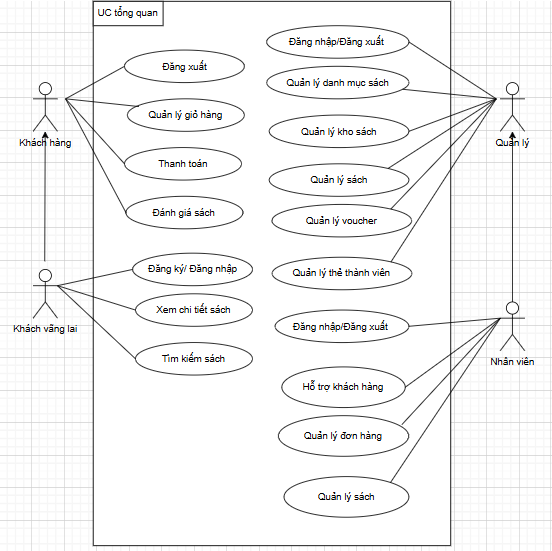 UC tổng quan
Đăng xuất
Quản lý giỏ hàng
Thanh toán
Đánh giá sách
Khách hàng
Đăng ký/ Đăng nhập
Xem chi tiết sách
Tìm kiếm sách
Khách vãng lai
Đăng nhập/Đăng xuất
Quản lý danh mục sách
Quản lý kho sách
Quản lý sách
Quản lý voucher
Quản lý thẻ thành viên
Quản lý
Đăng nhập/Đăng xuất
Hỗ trợ khách hàng
Quản lý đơn hàng
Quản lý sách
Nhân viên